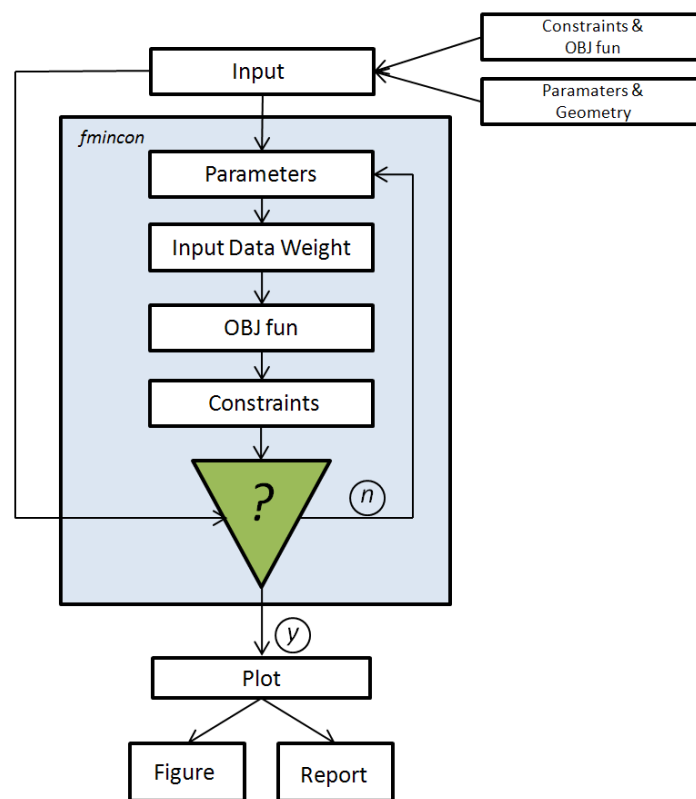 Constraints &
OBJ fun
Input
Paramaters &
Geometry
fmincon
Parameters
Input Data Weight
OBJ fun
Constraints
?
n
y
Plot
Figure
Report